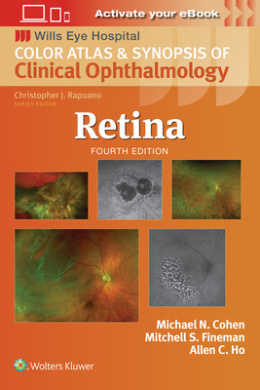 Activate your eBook
Wills Eye Hospital
COLOR ATLAS & SYNOPSIS OF
Clinical Ophthalmology
Christopher J. Rapuano
SERIES EDITOR
Retina
FOURTH EDITION
Michael N. Cohen
Mitchell S. Fineman
Allen C. Ho
Wolters Kluwer